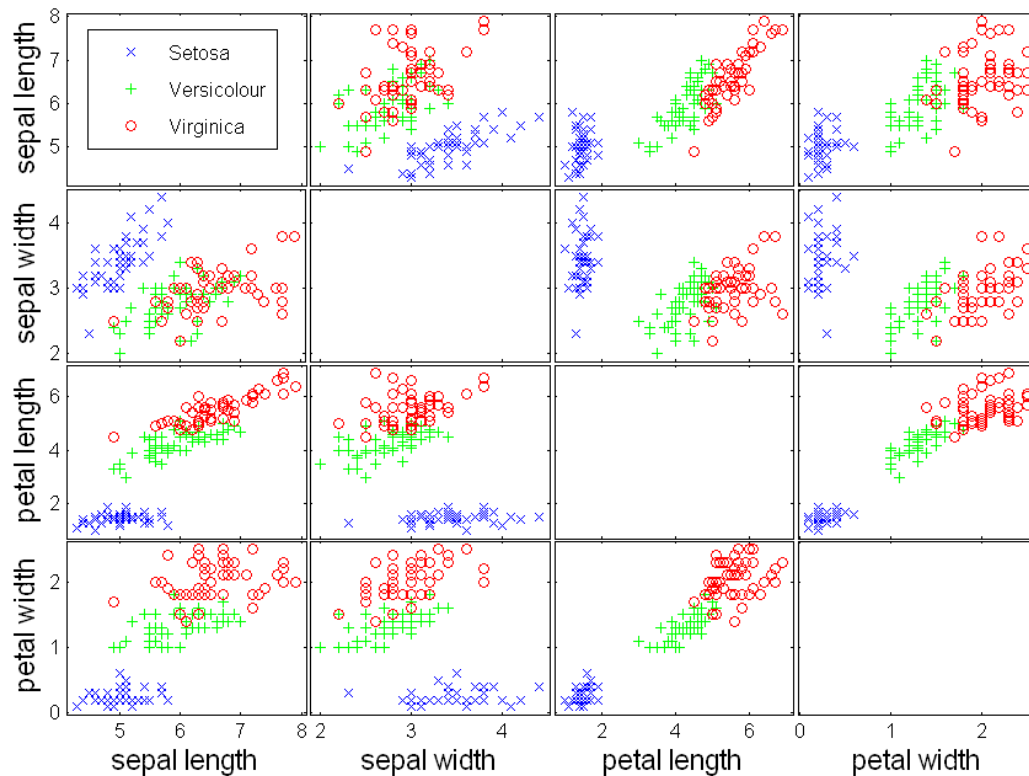 sepal length
8
7
6
5
Setosa
Versicolour
Virginica
sepal width
4
3
2
petal length
6
4
2
petal width
2
1
0
5
6
7
8
2
3
4
2
4
6
0
1
2
sepal length
sepal width
petal length
petal width